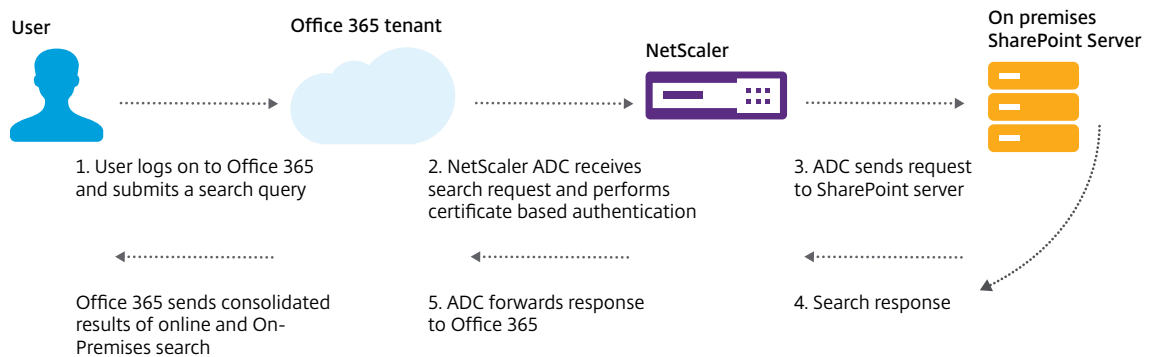 User
Office 365 tenant
NetScaler
On premises
SharePoint Server
1. User logs on to Office 365
and submits a search query
2. NetScaler ADC receives
search request and performs
certificate based authentication
3. ADC sends request
to SharePoint server
Office 365 sends consolidated
results of online and On-
Premises search
5. ADC forwards response
to Office 365
4. Search response